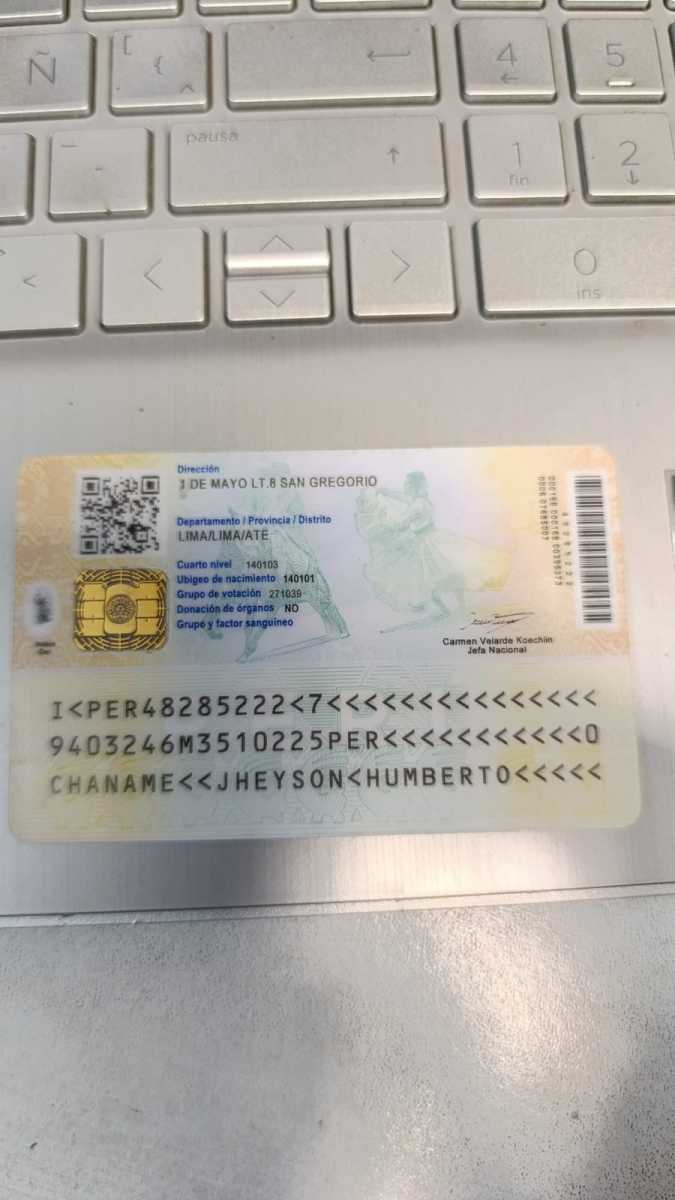 Ñ
[ { ^
←
4 ←
5
pausa ↑
1 fin
2 ↓
<
0 ins
Dirección
1 DE MAYO LT.8 SAN GREGORIO
Departamento / Provincia / Distrito
LIMA/LIMA/ATE
Cuarto nivel 140103
Ubigeo de nacimiento 140101
Grupo de votación 271039
Donación de órganos NO
Grupo y factor sanguíneo
Carmen Velarde Koechlin
Jefa Nacional
I<PER48285222<7<<<<<<<<<<<<<<<
9403246M3510225PER<<<<<<<<<<<0
CHANAME<<JHEYSON<HUMBERTO<<<<<